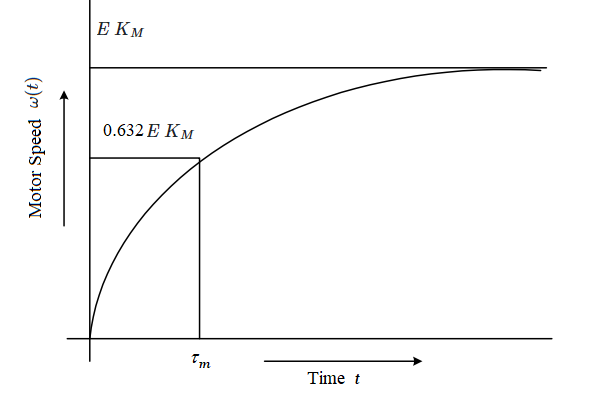 E K_M
0.632 E K_M
Motor Speed ω(t)
τ_m
Time t